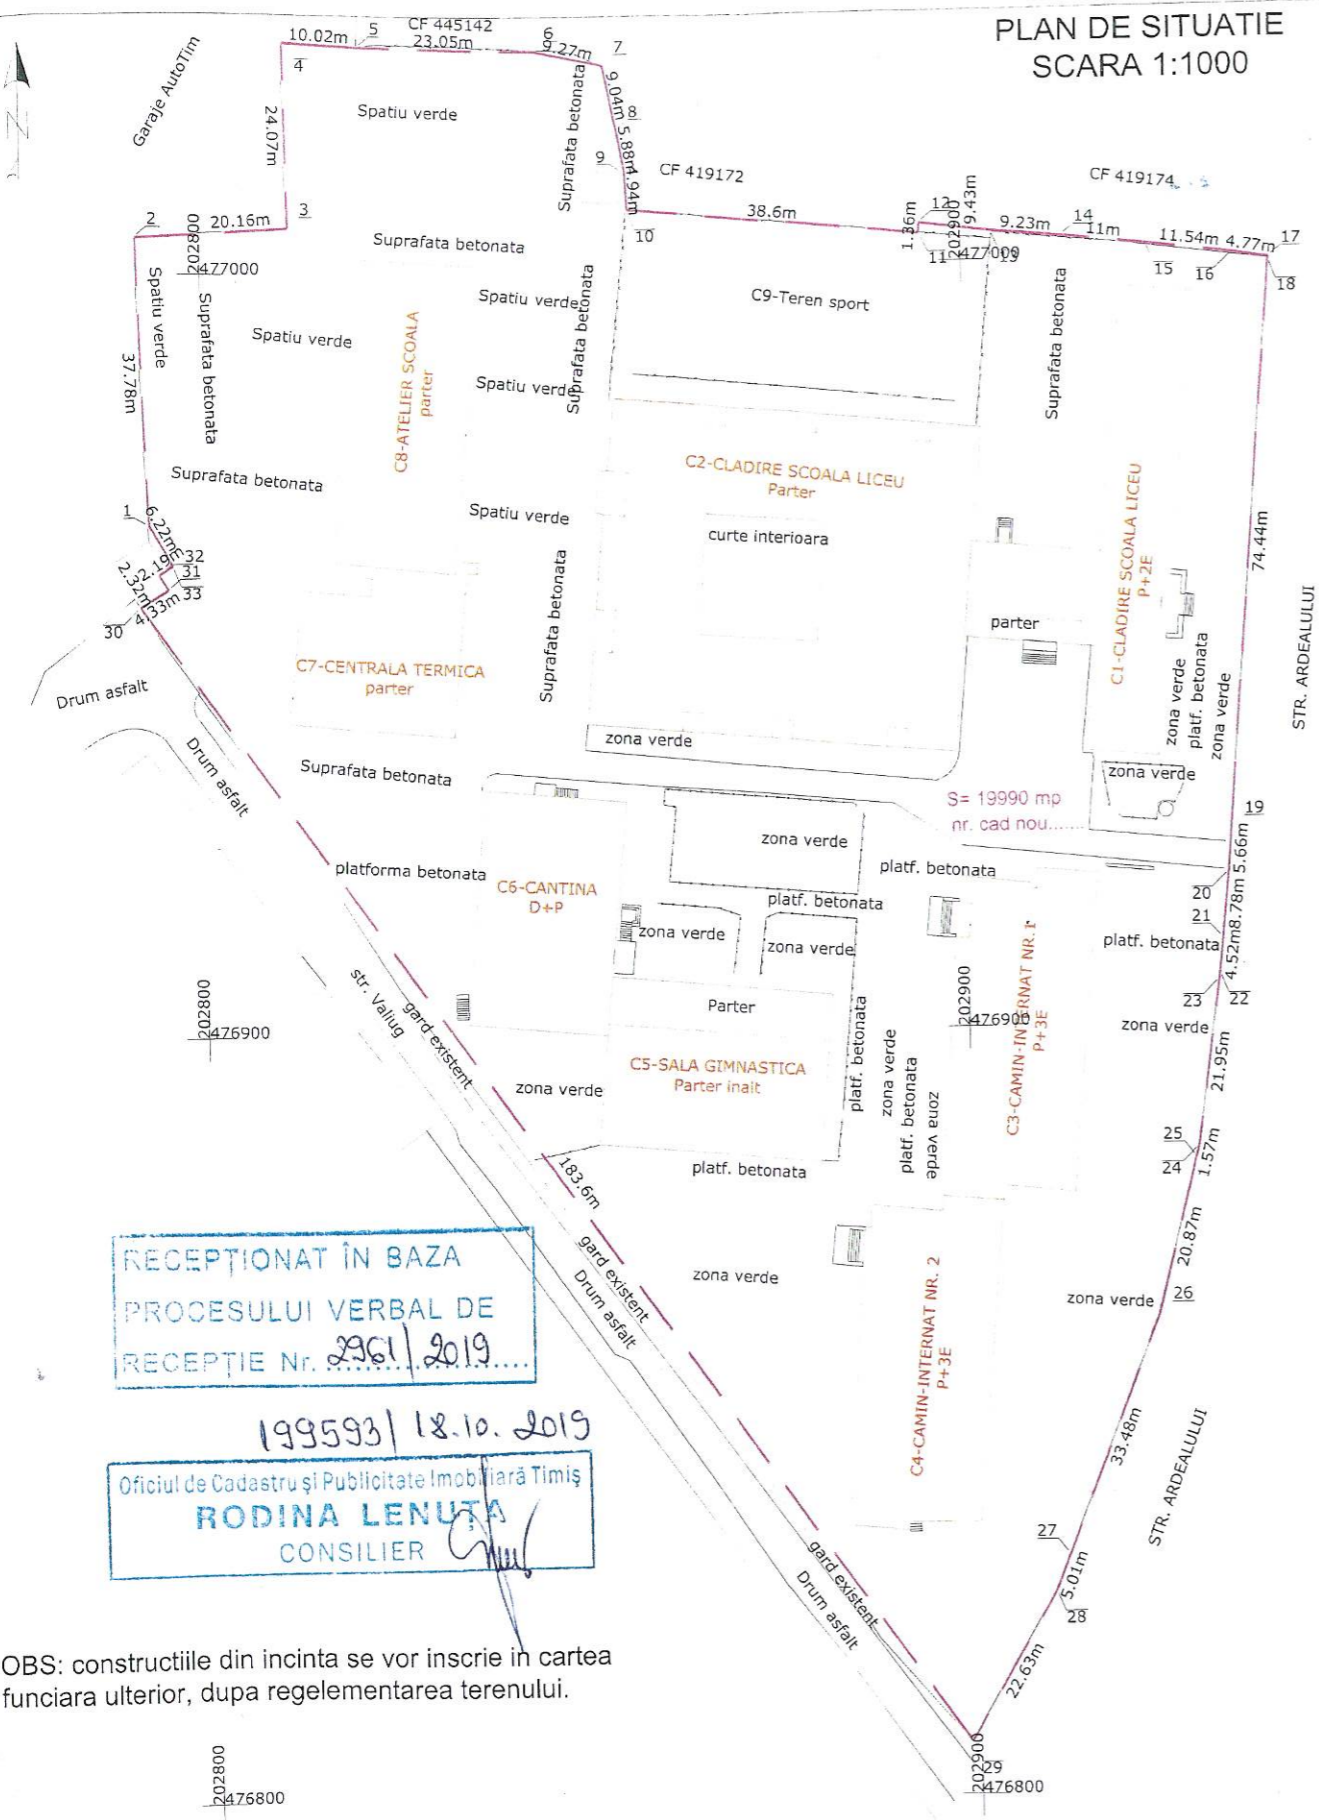 PLAN DE SITUATIE
SCARA 1:1000
N
Garaje AutoTim
10.02m
5
CF 445142
23.05m
6
9.27m
7
4
24.07m
Spatiu verde
Suprafata betonata
9.04m
8
5.88m
9
4.94m
CF 419172
CF 419174
2
20.16m
3
10
38.6m
1.36m
12
9.43m
11
13
9.23m
14
11m
15
11.54m
16
4.77m
17
18
202800
2477000
202900
2477000
Spatiu verde
Suprafata betonata
Suprafata betonata
Spatiu verde
Spatiu verde
Suprafata betonata
C9-Teren sport
Suprafata betonata
37.78m
Spatiu verde
C8-ATELIER SCOALA
parter
Suprafata betonata
C2-CLADIRE SCOALA LICEU
Parter
Spatiu verde
curte interioara
C1-CLADIRE SCOALA LICEU
P+2E
74.44m
1
6.22m
32
2.19
31
2.32m
33
4.33m
30
Suprafata betonata
parter
STR. ARDEALULUI
Drum asfalt
C7-CENTRALA TERMICA
parter
zona verde
platf. betonata
zona verde
zona verde
zona verde
Drum asfalt
Suprafata betonata
S= 19990 mp
nr. cad nou......
19
5.66m
zona verde
platforma betonata
C6-CANTINA
D+P
platf. betonata
20
8.78m
21
platf. betonata
zona verde
zona verde
platf. betonata
4.52m
23
22
C3-CAMIN-INTERNAT NR.1
P+3E
202800
2476900
str. Valiug
gard existent
Parter
202900
2476900
zona verde
C5-SALA GIMNASTICA
Parter inalt
zona verde
platf. betonata
zona verde
platf. betonata
zona verde
21.95m
25
24
1.57m
183.6m
platf. betonata
20.87m
RECEPȚIONAT ÎN BAZA
PROCESULUI VERBAL DE
RECEPȚIE Nr. 2961/2019
gard existent
Drum asfalt
zona verde
C4-CAMIN-INTERNAT NR. 2
P+3E
zona verde
26
33.48m
STR. ARDEALULUI
199593/ 18.10. 2019
Oficiul de Cadastru și Publicitate Imobiliară Timiș
RODINA LENUȚA
CONSILIER
27
5.01m
28
gard existent
Drum asfalt
22.63m
OBS: constructiile din incinta se vor inscrie in cartea
funciara ulterior, dupa regelementarea terenului.
202800
2476800
202900
29
2476800